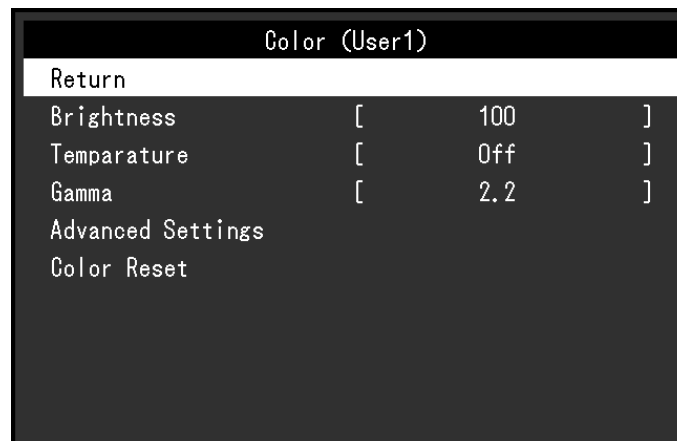 Color (User1)
Return
Brightness [ 100 ]
Temparature [ Off ]
Gamma [ 2.2 ]
Advanced Settings
Color Reset